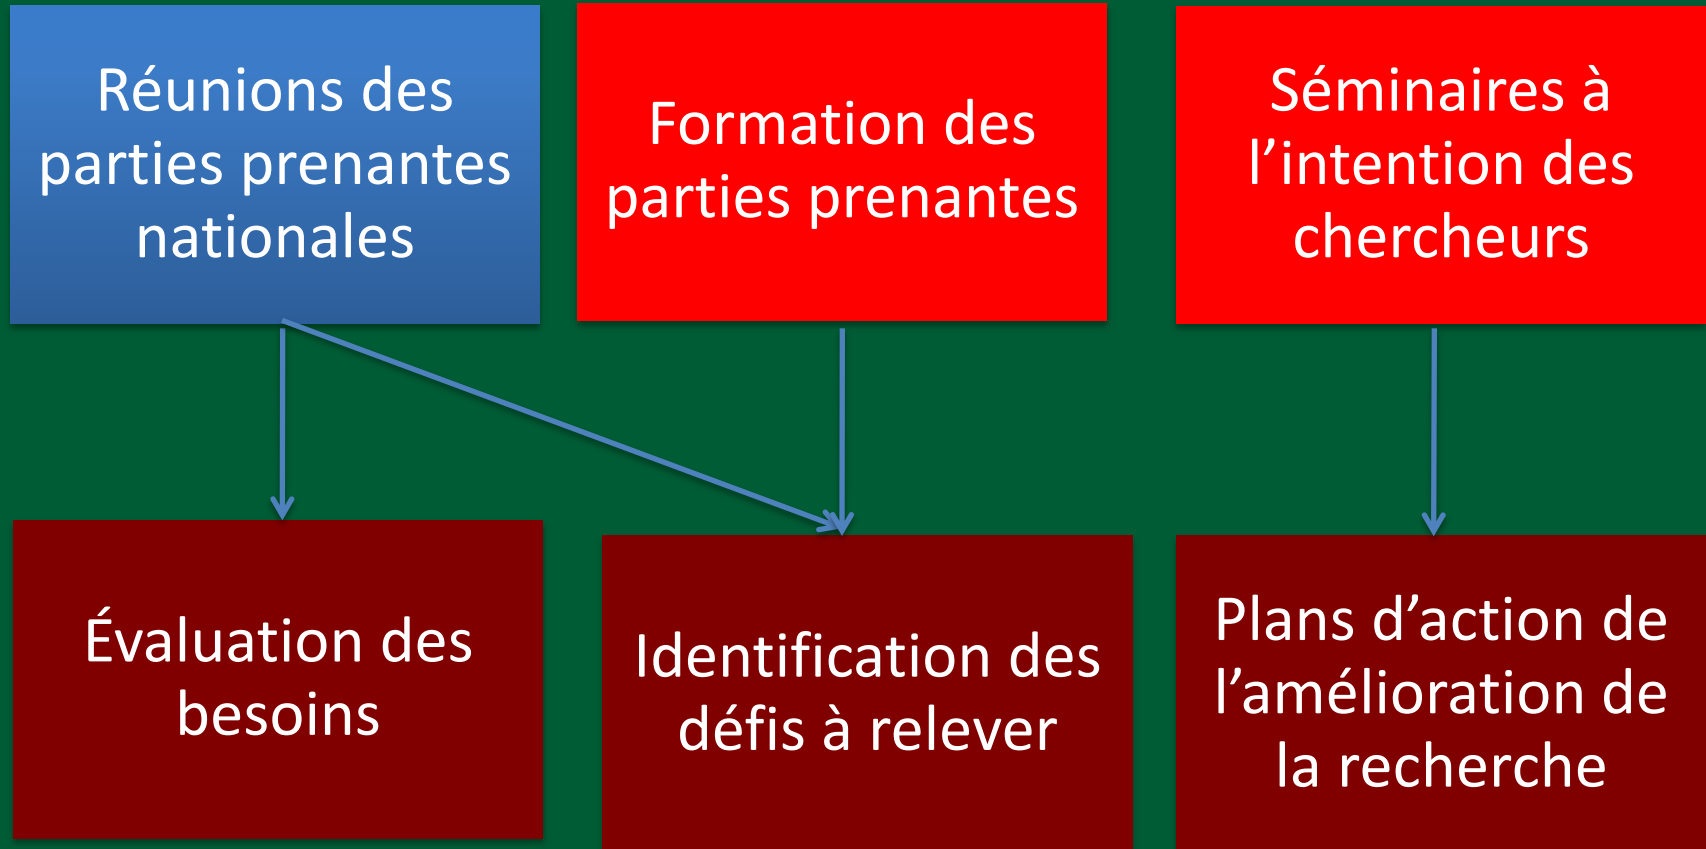 Réunions des
parties prenantes
nationales
Formation des
parties prenantes
Séminaires à
l’intention des
chercheurs
Évaluation des
besoins
Identification des
défis à relever
Plans d’action de
l’amélioration de
la recherche